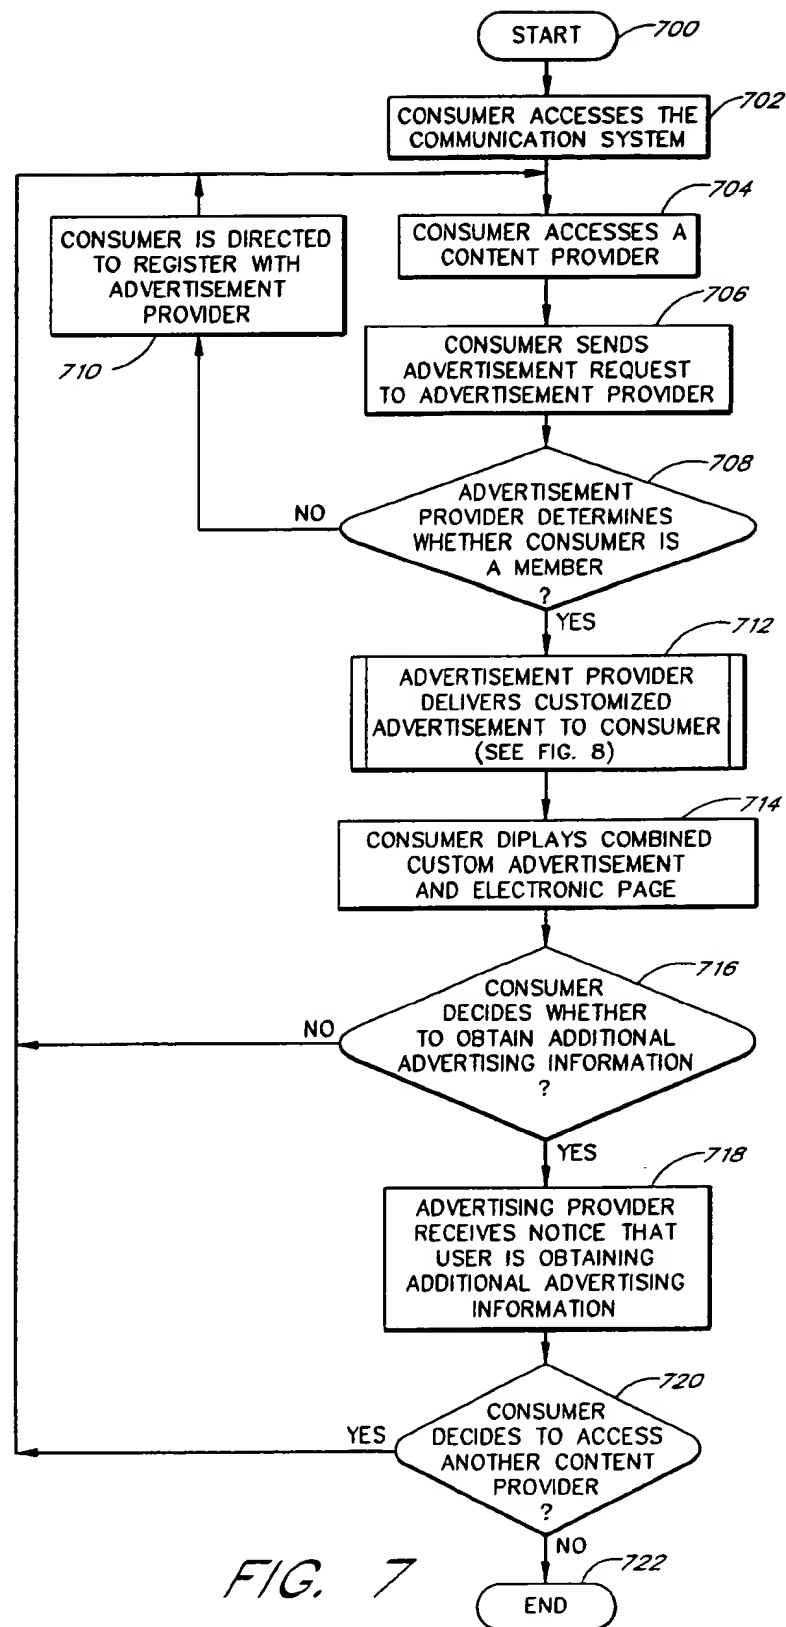 START
700
CONSUMER ACCESSES THE
COMMUNICATION SYSTEM
702
CONSUMER ACCESSES A
CONTENT PROVIDER
704
CONSUMER IS DIRECTED
TO REGISTER WITH
ADVERTISEMENT
PROVIDER
710
CONSUMER SENDS
ADVERTISEMENT REQUEST
TO ADVERTISEMENT PROVIDER
706
ADVERTISEMENT
PROVIDER DETERMINES
WHETHER CONSUMER IS
A MEMBER
?
708
NO
YES
ADVERTISEMENT PROVIDER
DELIVERS CUSTOMIZED
ADVERTISEMENT TO CONSUMER
(SEE FIG. 8)
712
CONSUMER DIPLAYS COMBINED
CUSTOM ADVERTISEMENT
AND ELECTRONIC PAGE
714
CONSUMER
DECIDES WHETHER
TO OBTAIN ADDITIONAL
ADVERTISING INFORMATION
?
716
NO
YES
ADVERTISING PROVIDER
RECEIVES NOTICE THAT
USER IS OBTAINING
ADDITIONAL ADVERTISING
INFORMATION
718
CONSUMER
DECIDES TO ACCESS
ANOTHER CONTENT
PROVIDER
?
720
YES
NO
END
722
FIG. 7